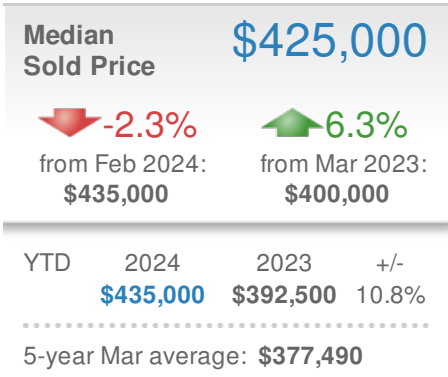 Median
Sold Price
$425,000
-2.3%
from Feb 2024:
$435,000
6.3%
from Mar 2023:
$400,000
YTD 2024 2023 +/-
$435,000 $392,500 10.8%
5-year Mar average: $377,490